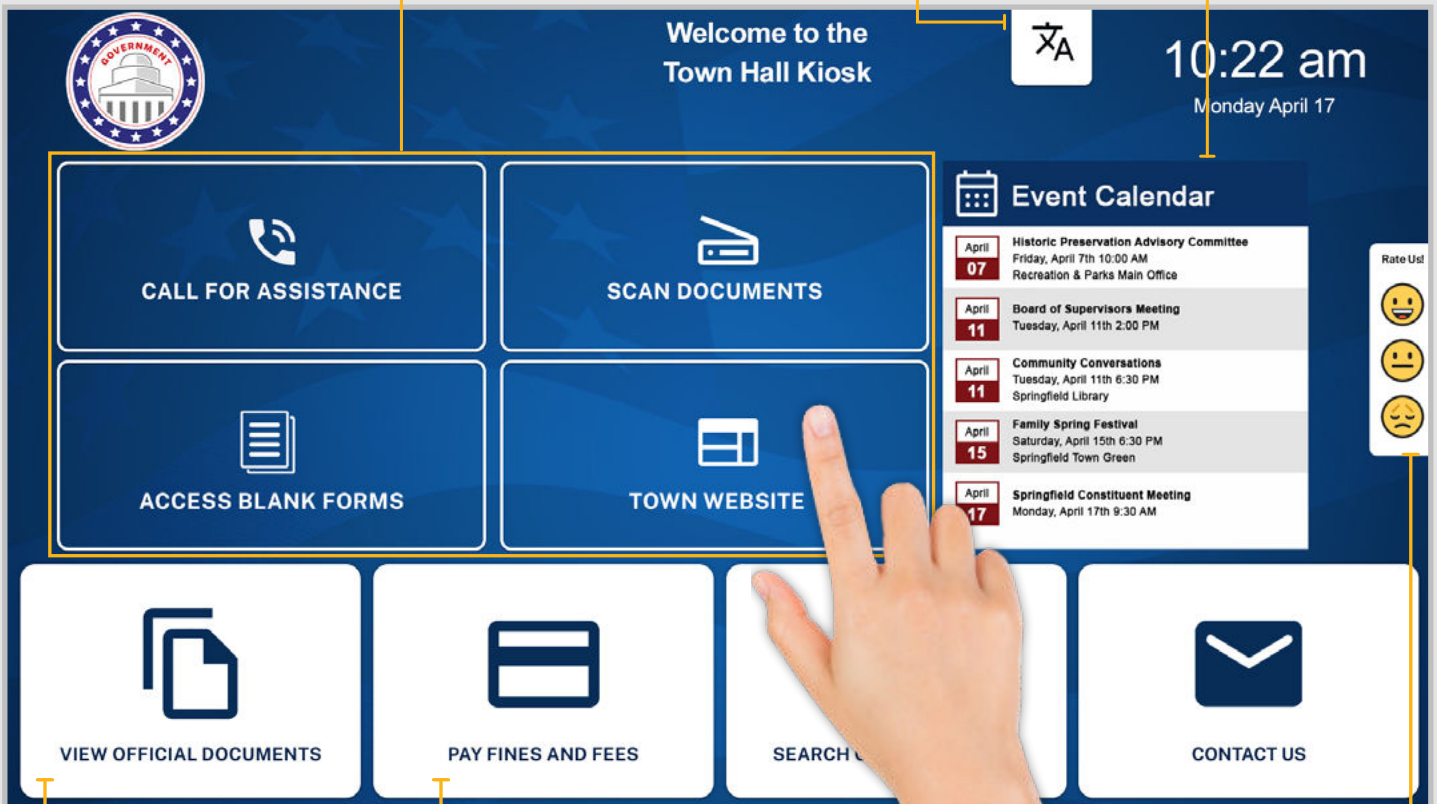 GOVERNMENT
Welcome to the
Town Hall Kiosk
10:22 am
Monday April 17
CALL FOR ASSISTANCE
SCAN DOCUMENTS
ACCESS BLANK FORMS
TOWN WEBSITE
Event Calendar
April
07
Historic Preservation Advisory Committee
Friday, April 7th 10:00 AM
Recreation & Parks Main Office
April
11
Board of Supervisors Meeting
Tuesday, April 11th 2:00 PM
April
11
Community Conversations
Tuesday, April 11th 6:30 PM
Springfield Library
April
15
Family Spring Festival
Saturday, April 15th 6:30 PM
Springfield Town Green
April
17
Springfield Constituent Meeting
Monday, April 17th 9:30 AM
Rate Us!
VIEW OFFICIAL DOCUMENTS
PAY FINES AND FEES
SEARCH
CONTACT US